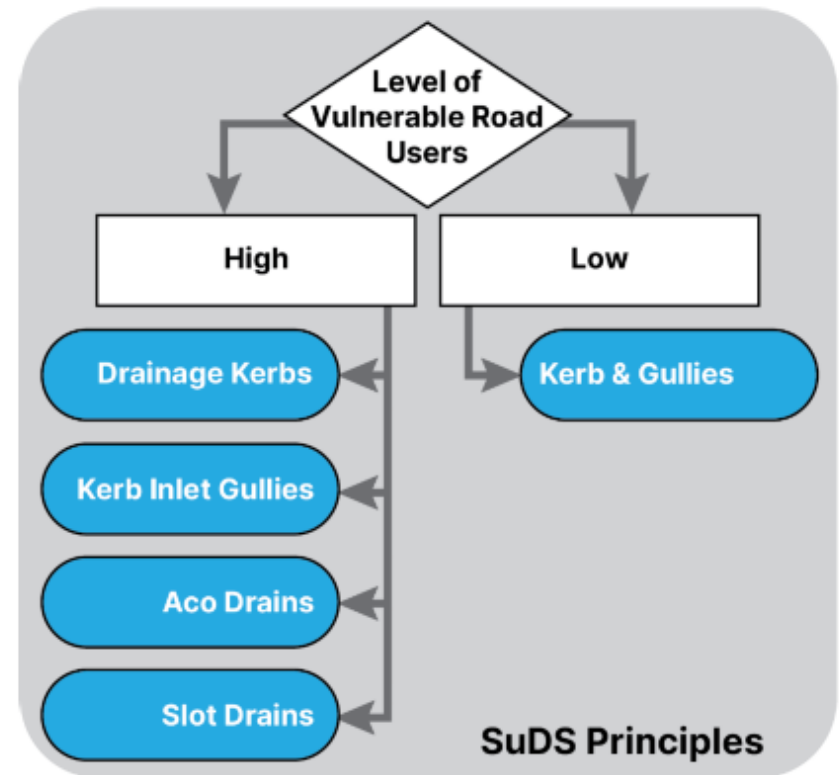 Level of
Vulnerable Road
Users
High
Low
Drainage Kerbs
Kerb & Gullies
Kerb Inlet Gullies
Aco Drains
Slot Drains
SuDS Principles